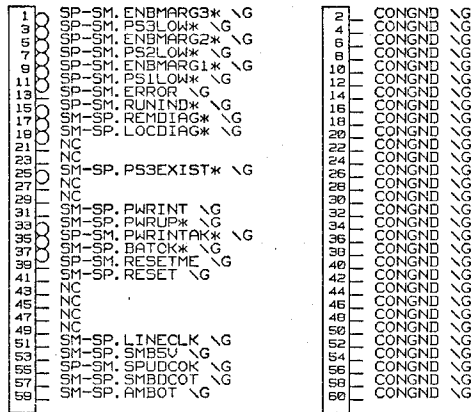 1 SP-SM.ENBMARG3* \G
3 SP-SM.PS3LOW* \G
5 SP-SM.ENBMARG2* \G
7 SP-SM.PS2LOW* \G
9 SP-SM.ENBMARG1* \G
11 SP-SM.PS1LOW* \G
13 SP-SM.ERROR \G
15 SP-SM.RUNIND* \G
17 SM-SP.REMDIAG* \G
19 SM-SP.LOCDIAG* \G
21 NC
23 NC
25 SM-SP.PS3EXIST* \G
27 NC
29 NC
31 SM-SP.PWRINT \G
33 SM-SP.PWRUP* \G
35 SM-SP.PWRINTAK* \G
37 SM-SP.BATCK* \G
39 SP-SM.RESETME \G
41 SM-SP.RESET \G
43 NC
45 NC
47 NC
49 NC
51 SM-SP.LINECLK \G
53 SM-SP.SMB5V \G
55 SP-SM.SPUDCOK \G
57 SM-SP.SMBDCOT \G
59 SM-SP.AMBOT \G
2 CONGND \G
4 CONGND \G
6 CONGND \G
8 CONGND \G
10 CONGND \G
12 CONGND \G
14 CONGND \G
16 CONGND \G
18 CONGND \G
20 CONGND \G
22 CONGND \G
24 CONGND \G
26 CONGND \G
28 CONGND \G
30 CONGND \G
32 CONGND \G
34 CONGND \G
36 CONGND \G
38 CONGND \G
40 CONGND \G
42 CONGND \G
44 CONGND \G
46 CONGND \G
48 CONGND \G
50 CONGND \G
52 CONGND \G
54 CONGND \G
56 CONGND \G
58 CONGND \G
60 CONGND \G